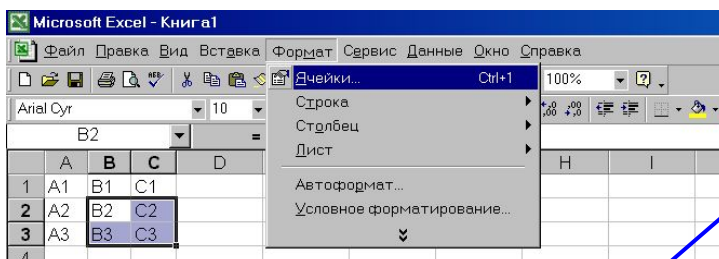 Microsoft Excel - Книга1
Файл Правка Вид Вставка Формат Сервис Данные Окно Справка
Ячейки... Ctrl+1 100%
Arial Cyr 10 Строка
Столбец
B2 =
Лист
A B C D H I
1 A1 B1 C1 Автоформат...
2 A2 B2 C2 Условное форматирование...
3 A3 B3 C3
4